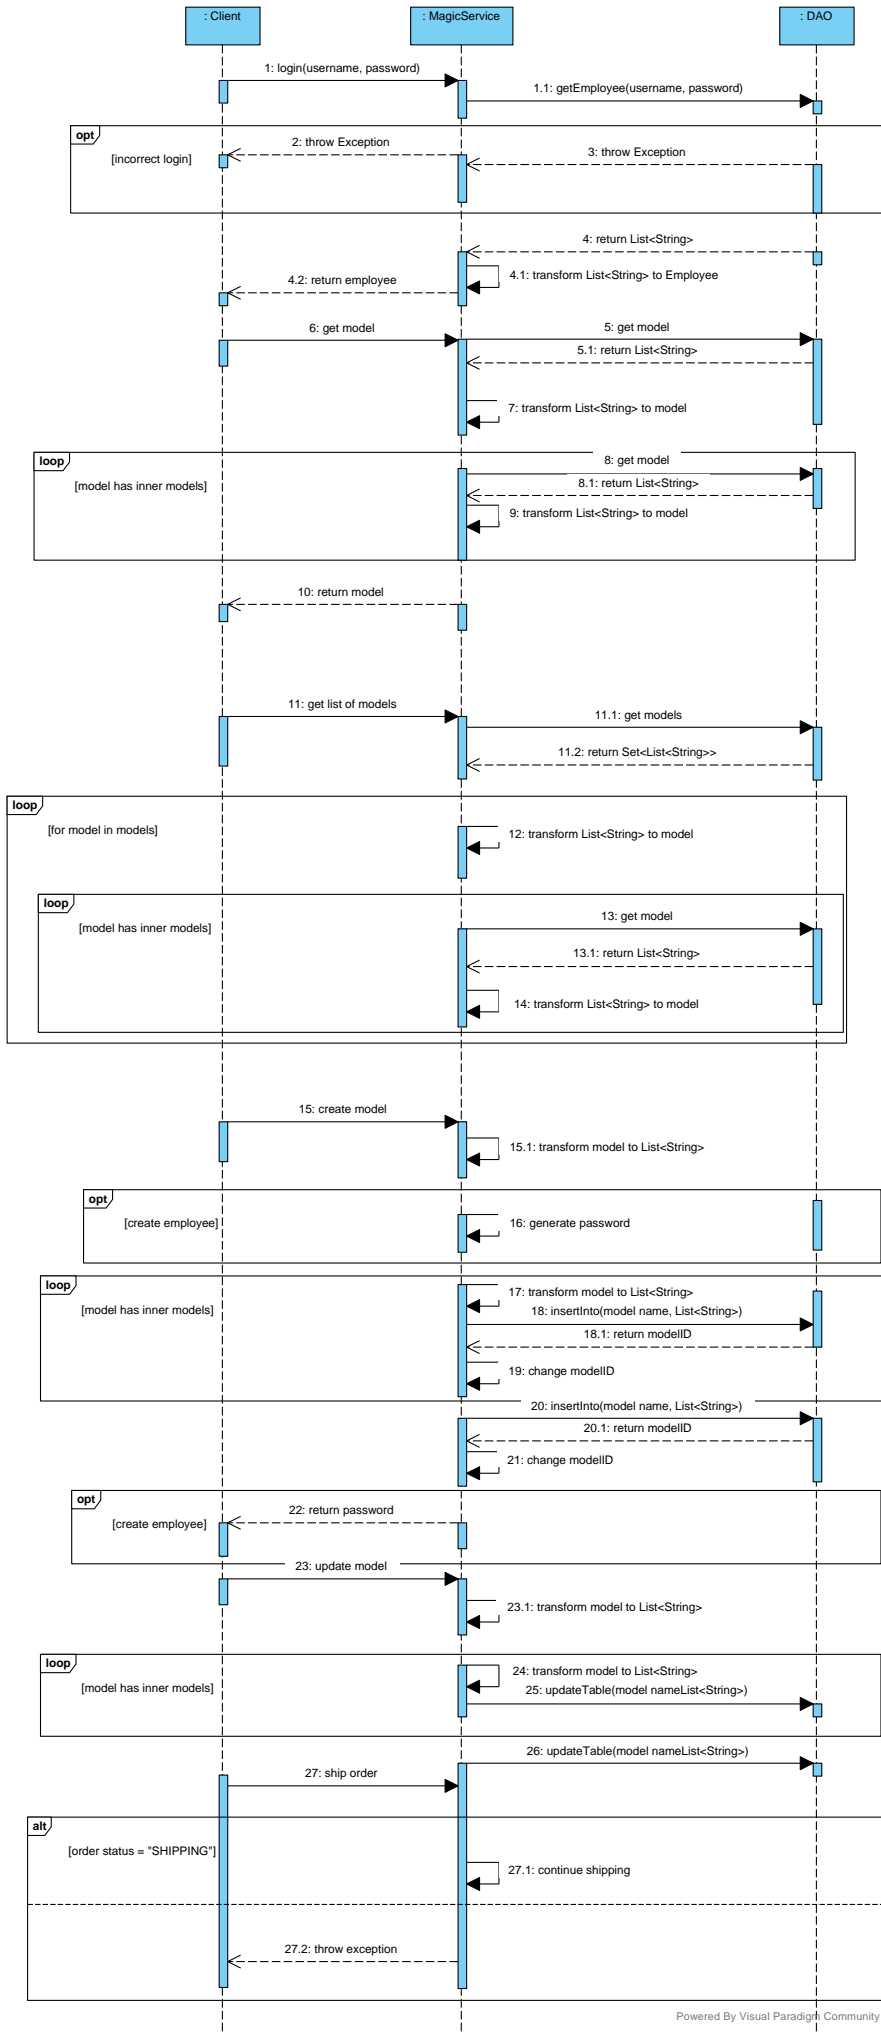 : Client
: MagicService
: DAO
1: login(username, password)
1.1: getEmployee(username, password)
opt
[incorrect login]
2: throw Exception
3: throw Exception
4: return List<String>
4.1: transform List<String> to Employee
4.2: return employee
6: get model
5: get model
5.1: return List<String>
7: transform List<String> to model
loop
[model has inner models]
8: get model
8.1: return List<String>
9: transform List<String> to model
10: return model
11: get list of models
11.1: get models
11.2: return Set<List<String>>
loop
[for model in models]
12: transform List<String> to model
loop
[model has inner models]
13: get model
13.1: return List<String>
14: transform List<String> to model
15: create model
15.1: transform model to List<String>
opt
[create employee]
16: generate password
loop
[model has inner models]
17: transform model to List<String>
18: insertInto(model name, List<String>)
18.1: return modelID
19: change modelID
20: insertInto(model name, List<String>)
20.1: return modelID
21: change modelID
opt
[create employee]
22: return password
23: update model
23.1: transform model to List<String>
loop
[model has inner models]
24: transform model to List<String>
25: updateTable(model nameList<String>)
26: updateTable(model nameList<String>)
27: ship order
alt
[order status = "SHIPPING"]
27.1: continue shipping
27.2: throw exception
Powered By Visual Paradigm Community